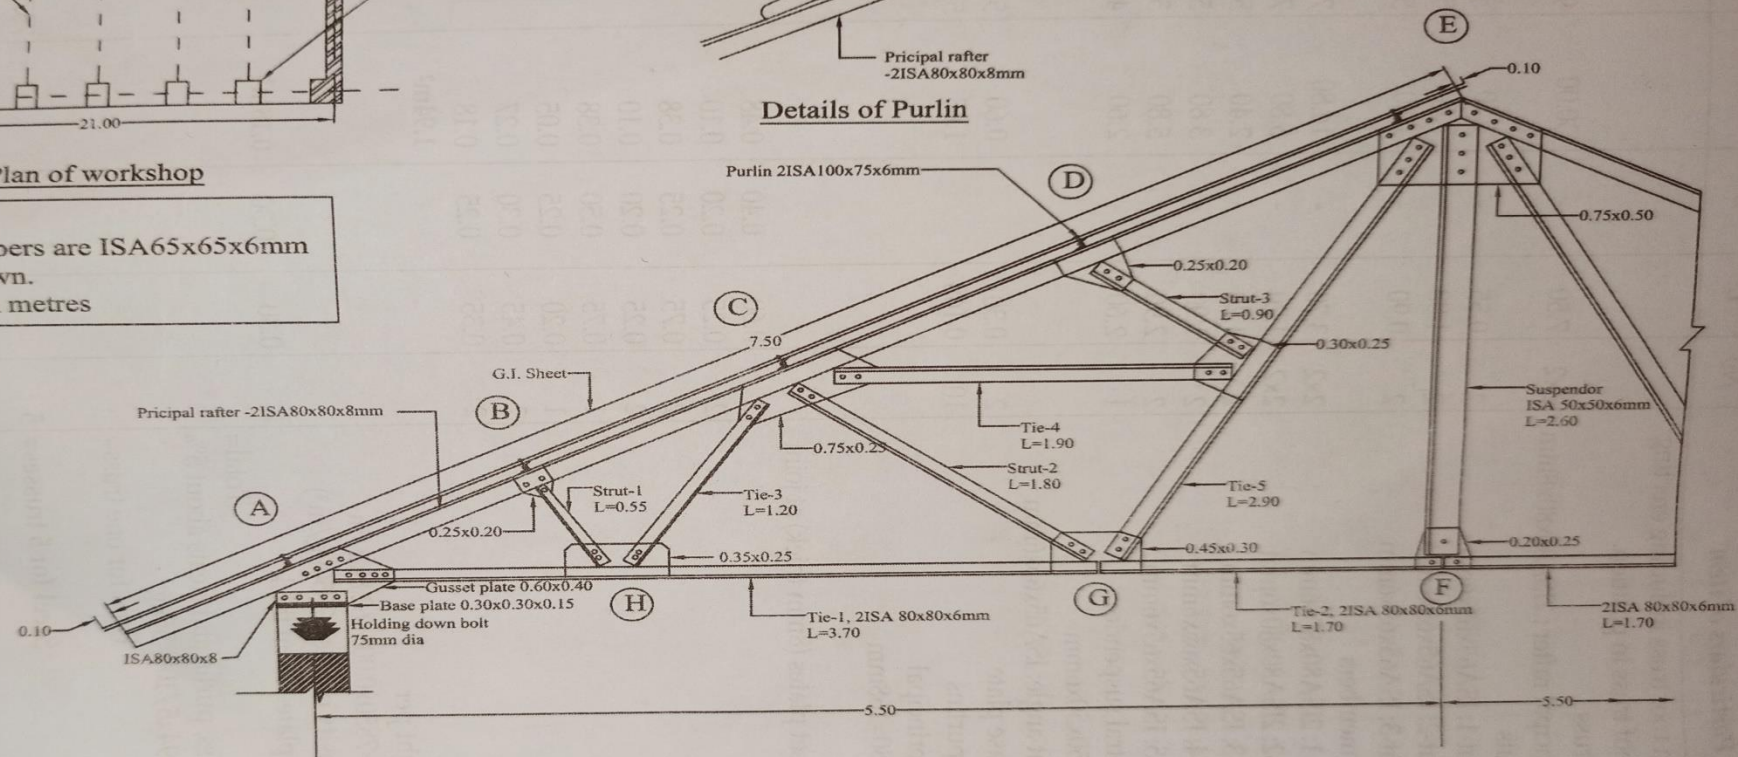 21.00
Plan of workshop
ISA65x65x6mm
metres
Pricipal rafter
-2ISA80x80x8mm
Details of Purlin
E
0.10
Purlin 2ISA100x75x6mm
D
0.75x0.50
0.25x0.20
Strut-3
L=0.90
C
7.50
0.30x0.25
G.I. Sheet
Pricipal rafter -2ISA80x80x8mm
B
Suspendor
ISA 50x50x6mm
L=2.60
Tie-4
L=1.90
0.75x0.25
Strut-2
L=1.80
Tie-5
L=2.90
A
Strut-1
L=0.55
Tie-3
L=1.20
0.25x0.20
0.35x0.25
0.45x0.30
0.20x0.25
Gusset plate 0.60x0.40
Base plate 0.30x0.30x0.15
Holding down bolt
75mm dia
H
G
F
Tie-1, 2ISA 80x80x6mm
L=3.70
Tie-2, 2ISA 80x80x6mm
L=1.70
2ISA 80x80x6mm
L=1.70
0.10
ISA80x80x8
5.50
5.50